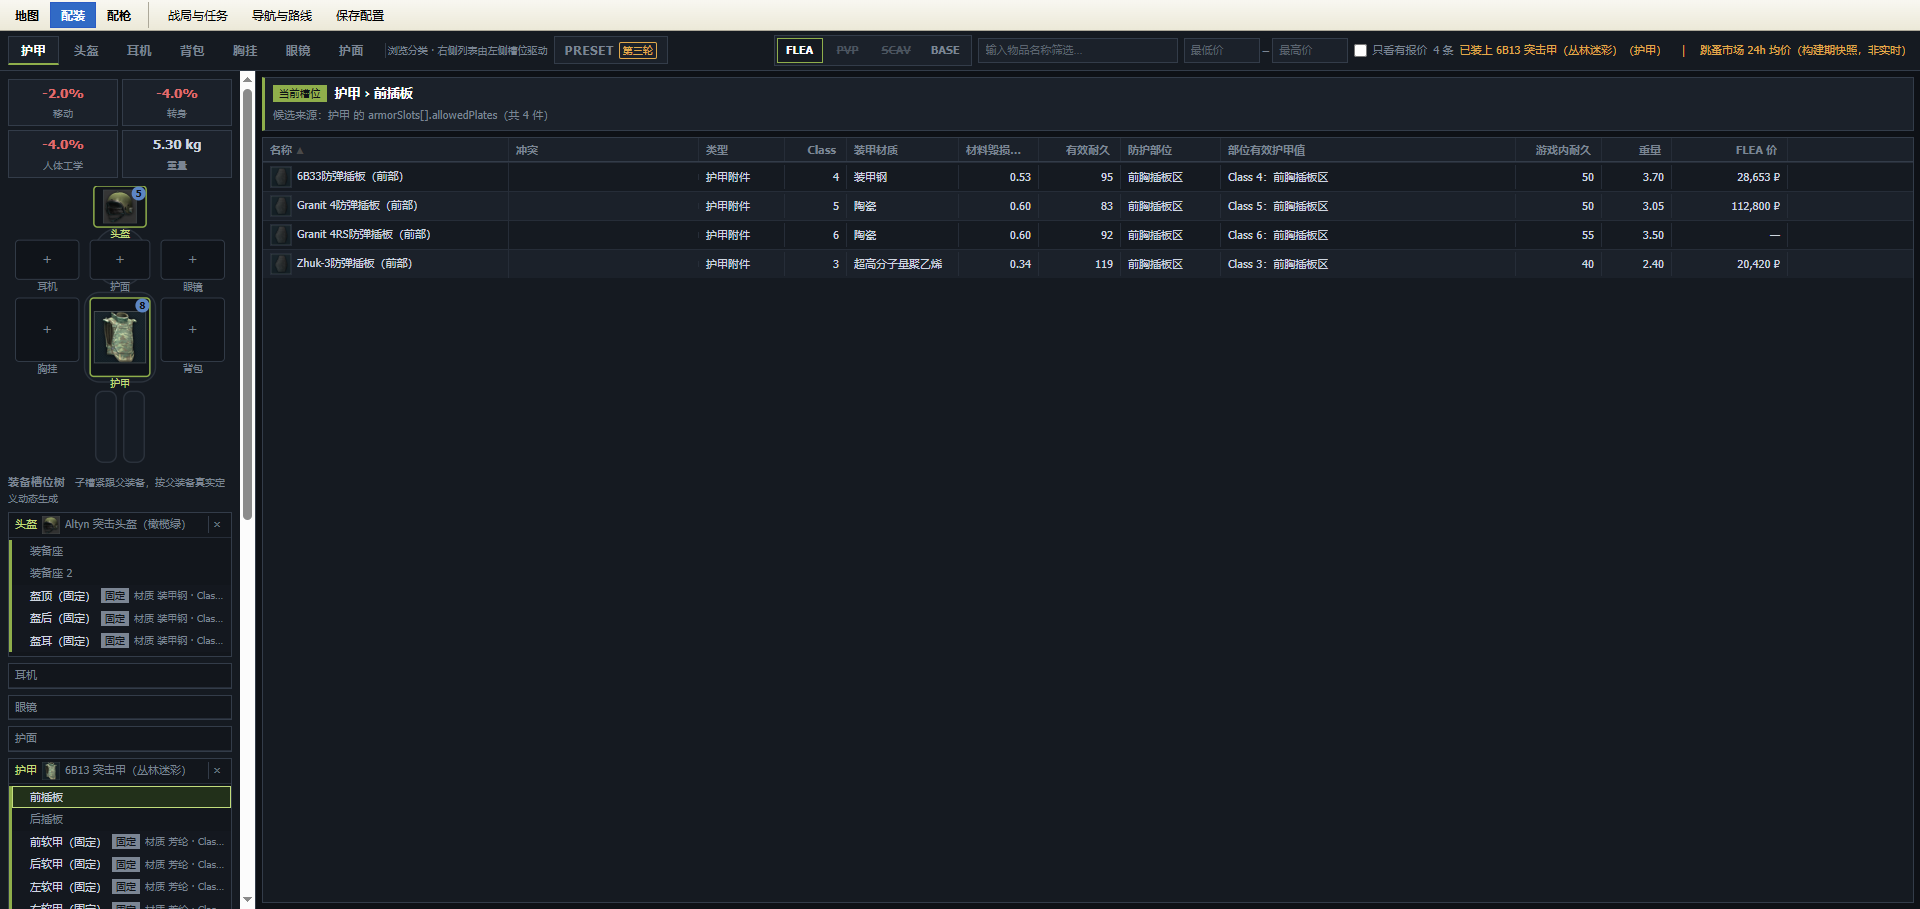 地图 配装 配枪 战局与任务 导航与路线 保存配置
护甲 头盔 耳机 背包 胸挂 眼镜 护面 浏览分类·右侧列表由左侧槽位驱动 PRESET 第三轮 FLEA PVP SCAV BASE 输入物品名称筛选... 最低价 – 最高价 只看有报价 4 条 已装上 6B13 突击甲（丛林迷彩）（护甲） | 跳蚤市场 24h 均价（构建期快照，非实时）
-2.0% -4.0%
移动 转身
-4.0% 5.30 kg
人体工学 重量
5
头盔
+ + +
耳机 护面 眼镜
8
+ +
胸挂 背包
护甲
装备槽位树 子槽紧跟父装备，按父装备真实定
义动态生成
头盔 Altyn 突击头盔（橄榄绿） ×
装备座
装备座 2
盔顶（固定） 固定 材质 装甲钢 · Clas...
盔后（固定） 固定 材质 装甲钢 · Clas...
盔耳（固定） 固定 材质 装甲钢 · Clas...
耳机
眼镜
护面
护甲 6B13 突击甲（丛林迷彩） ×
前插板
后插板
前软甲（固定） 固定 材质 芳纶 · Clas...
后软甲（固定） 固定 材质 芳纶 · Clas...
左软甲（固定） 固定 材质 芳纶 · Clas...
右软甲（固定） 固定 材质 芳纶 · Clas...
当前槽位 护甲 › 前插板
候选来源：护甲 的 armorSlots[].allowedPlates（共 4 件）
名称 ▲ 冲突 类型 Class 装甲材质 材料毁损... 有效耐久 防护部位 部位有效护甲值 游戏内耐久 重量 FLEA 价
6B33防弹插板（前部） 护甲附件 4 装甲钢 0.53 95 前胸插板区 Class 4：前胸插板区 50 3.70 28,653 ₽
Granit 4防弹插板（前部） 护甲附件 5 陶瓷 0.60 83 前胸插板区 Class 5：前胸插板区 50 3.05 112,800 ₽
Granit 4RS防弹插板（前部） 护甲附件 6 陶瓷 0.60 92 前胸插板区 Class 6：前胸插板区 55 3.50 —
Zhuk-3防弹插板（前部） 护甲附件 3 超高分子量聚乙烯 0.34 119 前胸插板区 Class 3：前胸插板区 40 2.40 20,420 ₽